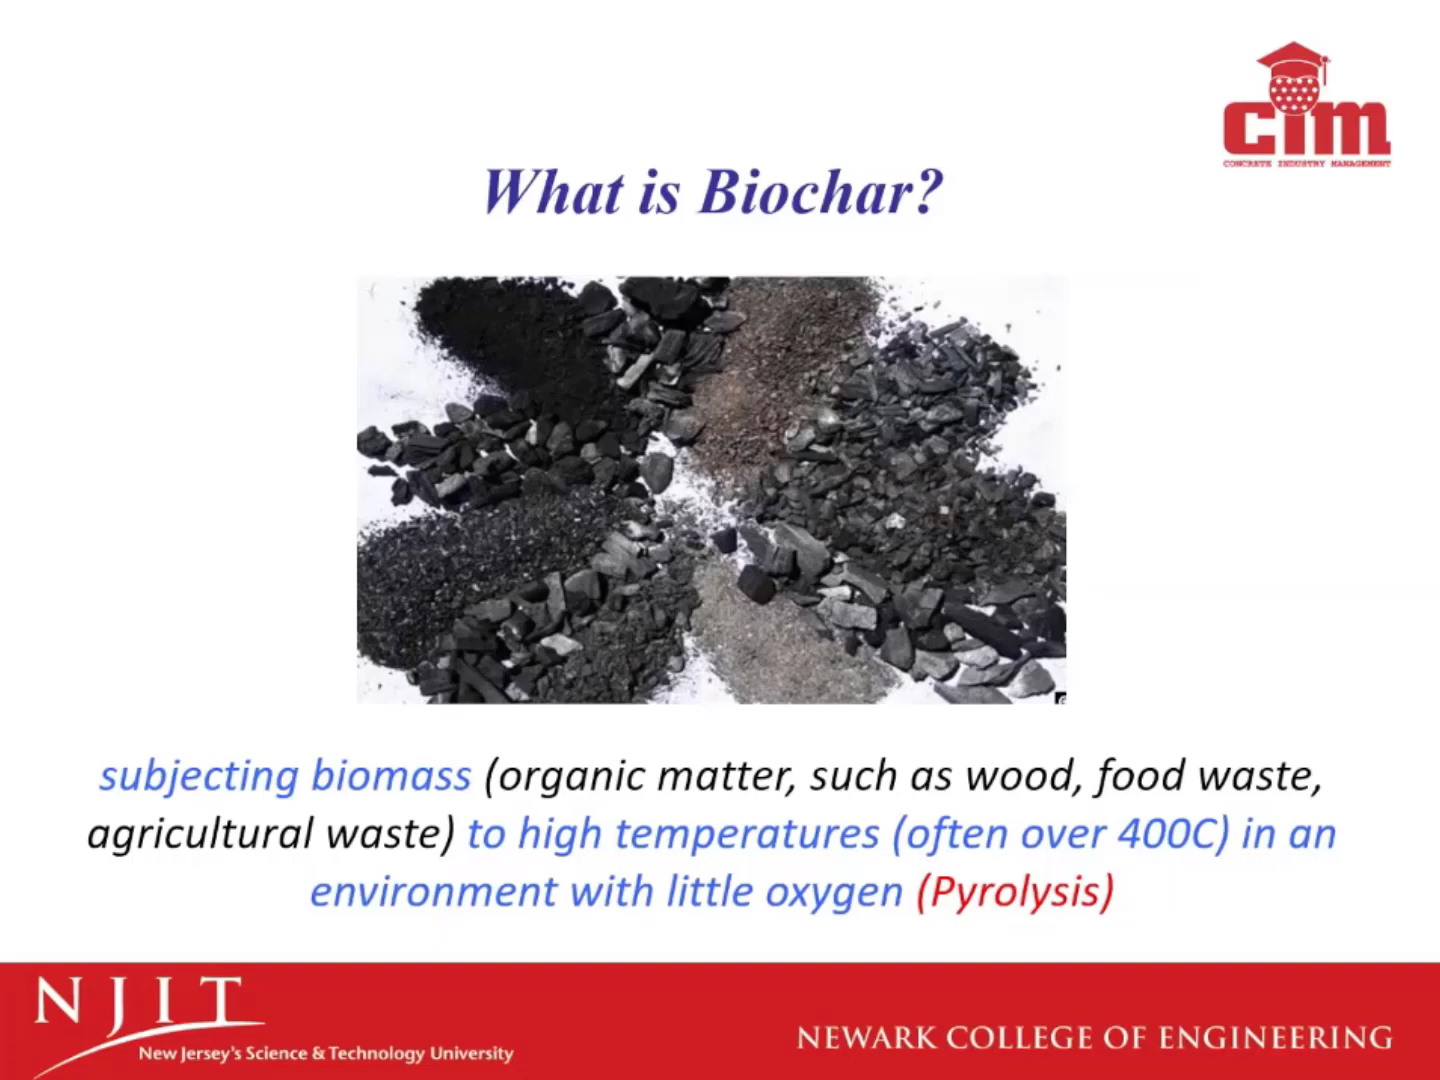 cim
CONCRETE INDUSTRY MANAGEMENT
What is Biochar?
subjecting biomass (organic matter, such as wood, food waste,
agricultural waste) to high temperatures (often over 400C) in an
environment with little oxygen (Pyrolysis)
NJIT
New Jersey's Science & Technology University
NEWARK COLLEGE OF ENGINEERING